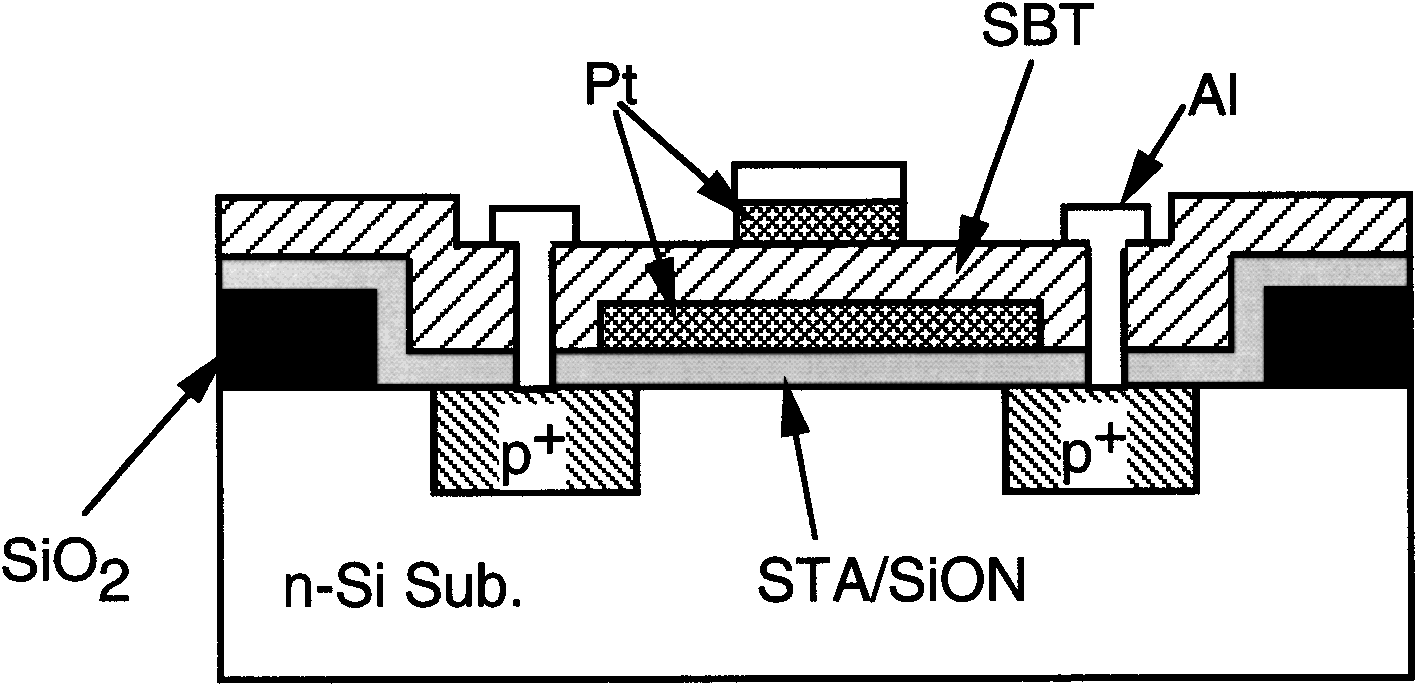 SBT
Pt
Al
p⁺
p⁺
SiO₂
n-Si Sub.
STA/SiON